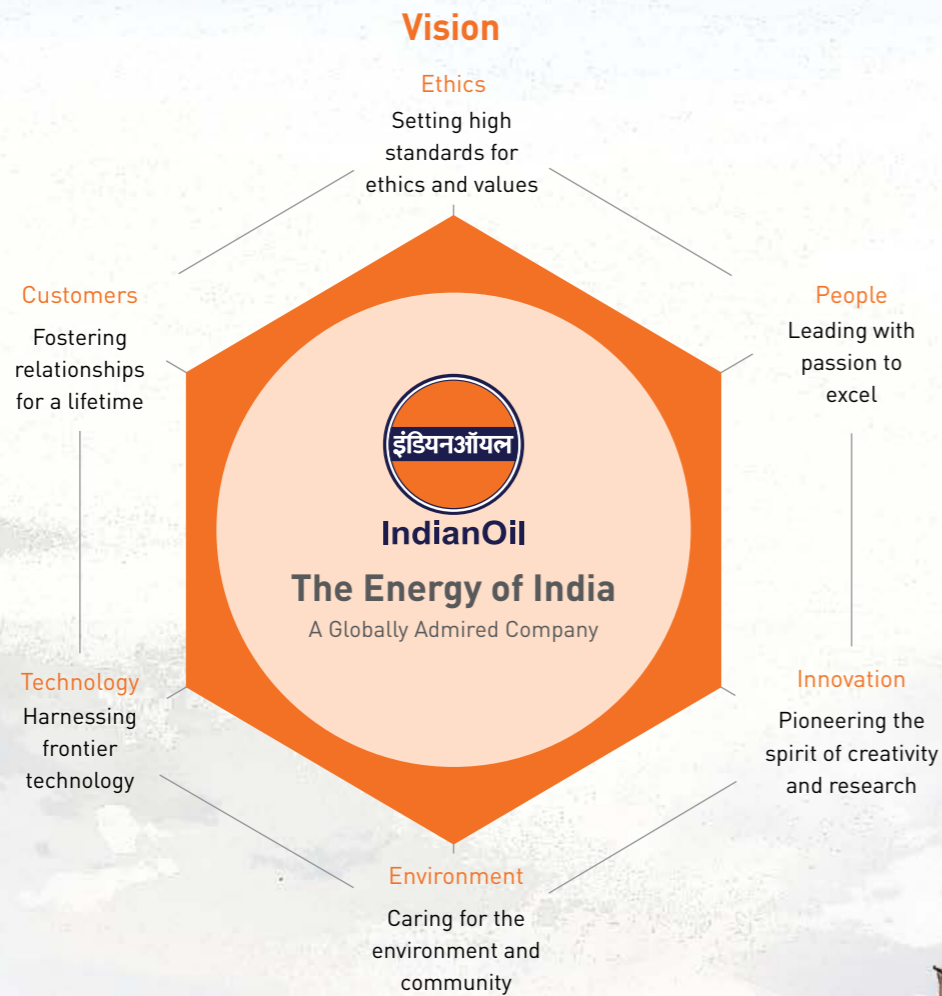 Vision
Ethics
Setting high
standards for
ethics and values
Customers
Fostering
relationships
for a lifetime
People
Leading with
passion to
excel
इंडियनऑयल
IndianOil
The Energy of India
A Globally Admired Company
Technology
Harnessing
frontier
technology
Innovation
Pioneering the
spirit of creativity
and research
Environment
Caring for the
environment and
community